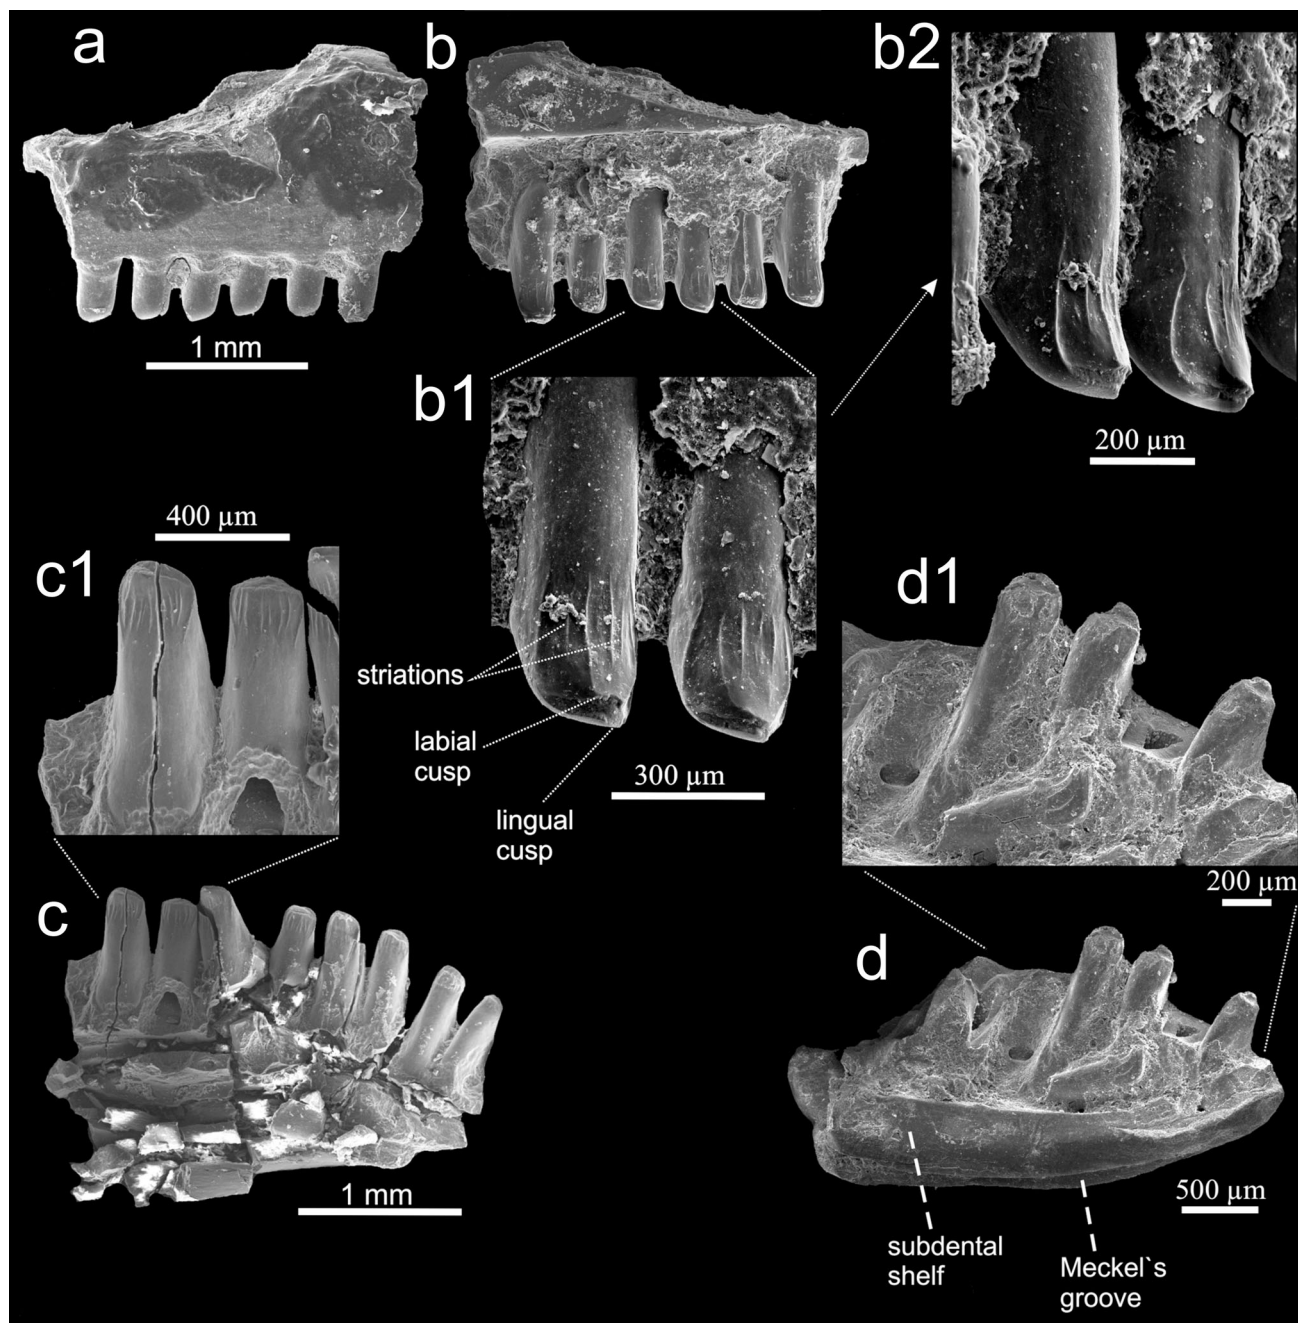 a
b
b2
1 mm
200 µm
b1
400 µm
c1
d1
striations
labial
cusp
300 µm
lingual
cusp
200 µm
c
d
1 mm
500 µm
subdental
shelf
Meckel`s
groove